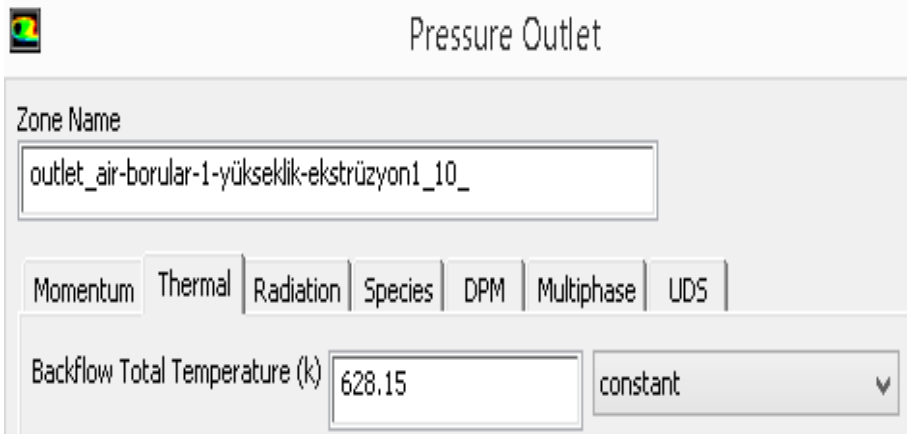 Pressure Outlet
Zone Name
outlet_air-borular-1-yükseklik-ekstrüzyon1_10_
Momentum Thermal Radiation Species DPM Multiphase UDS
Backflow Total Temperature (k) 628.15 constant